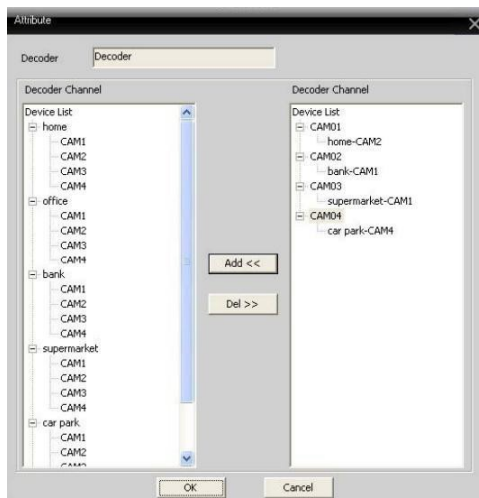 Attribute
Decoder Decoder
Decoder Channel
Device List
home
CAM1
CAM2
CAM3
CAM4
office
CAM1
CAM2
CAM3
CAM4
bank
CAM1
CAM2
CAM3
CAM4
supermarket
CAM1
CAM2
CAM3
CAM4
car park
CAM1
CAM2
CAM3
Add <<
Del >>
Decoder Channel
Device List
CAM01
home-CAM2
CAM02
bank-CAM1
CAM03
supermarket-CAM1
CAM04
car park-CAM4
OK
Cancel